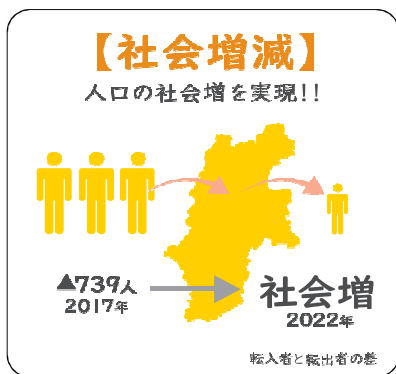 【社会増減】
人口の社会増を実現!!
▲739人
2017年
社会増
2022年
転入者と転出者の差